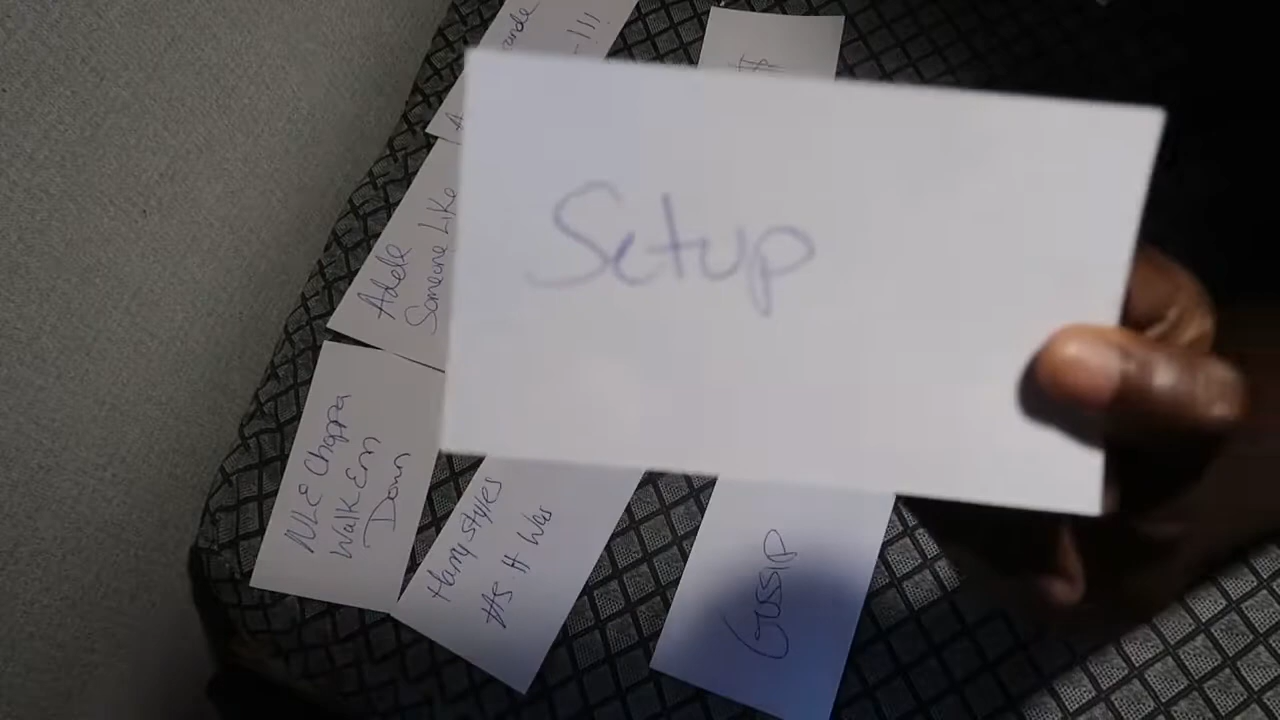 Setup
Adele
Someone Like
NLE Choppa
Walk Em
Down
Harry Styles
As It Was
Gossip